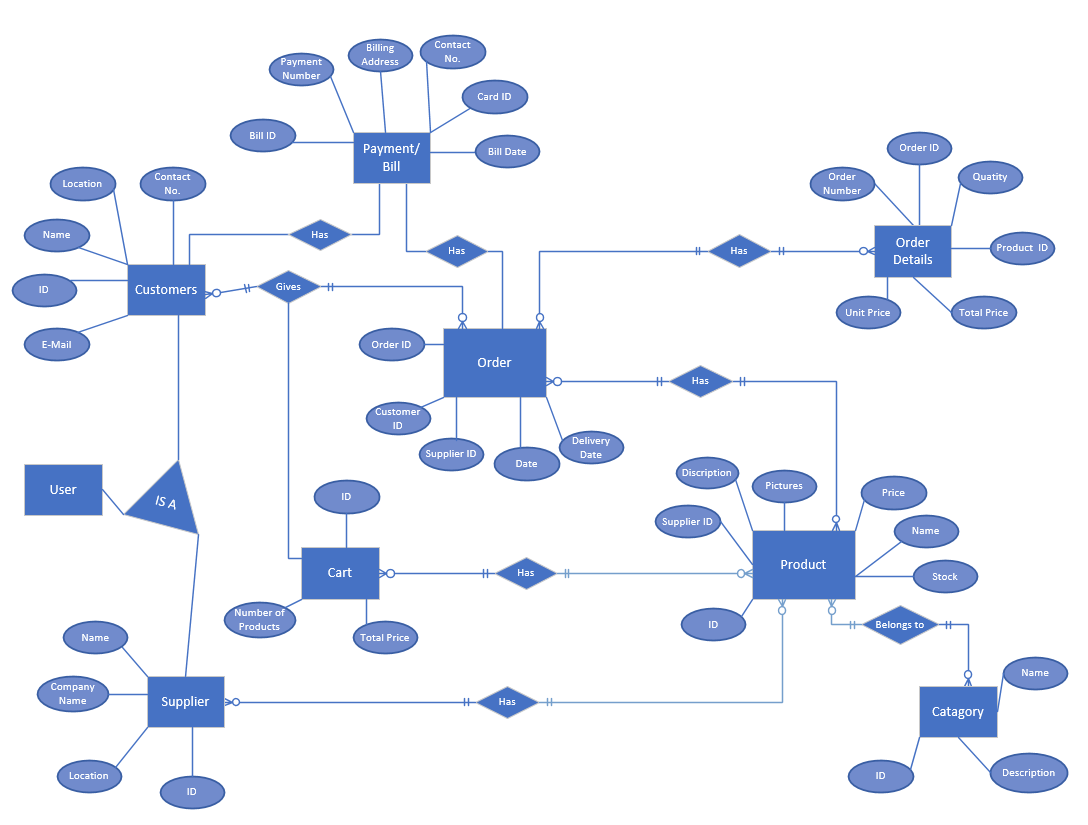 Billing
Address
Contact
No.
Payment
Number
Card ID
Bill ID
Payment/
Bill
Bill Date
Order ID
Location
Contact
No.
Order
Number
Quatity
Name
Has
Has
Has
Order
Details
Product  ID
ID
Customers
Gives
Unit Price
Total Price
E-Mail
Order ID
Order
Has
Customer
ID
Supplier ID
Date
Delivery
Date
User
IS A
ID
Discription
Pictures
Price
Supplier ID
Name
Cart
Has
Product
Stock
Number of
Products
Total Price
ID
Belongs to
Name
Company
Name
Supplier
Has
Catagory
Name
Location
ID
ID
Description